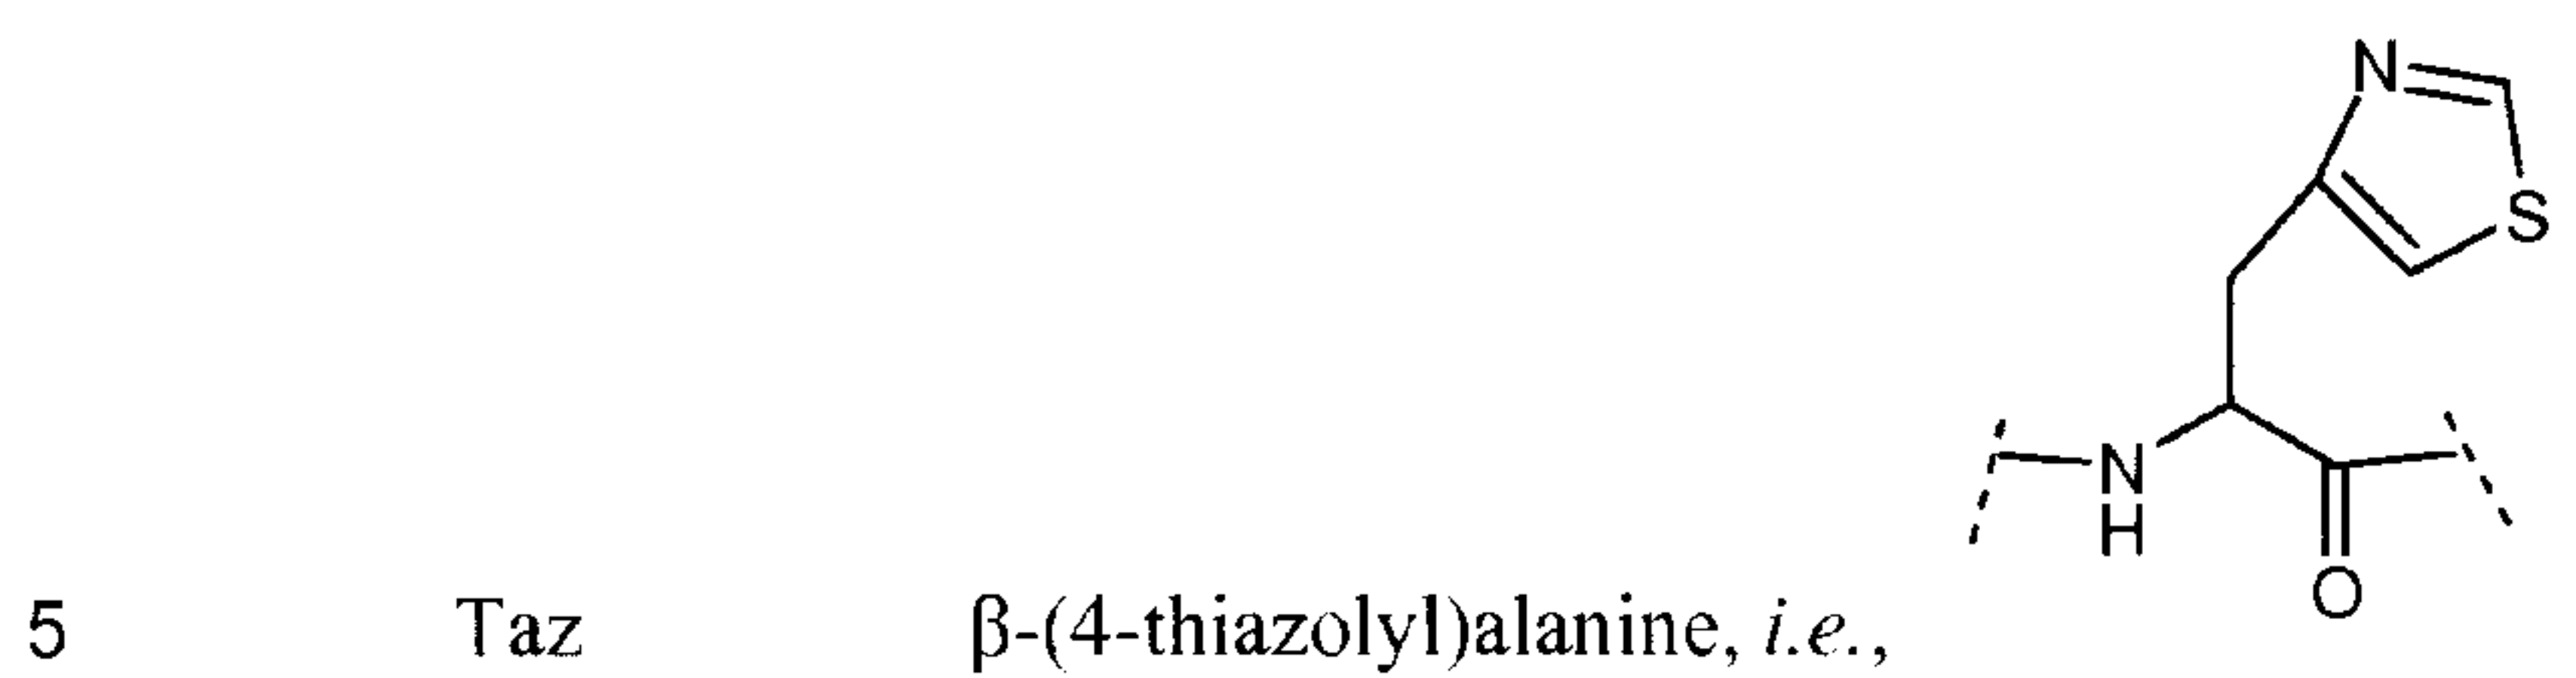 N
S
N
H
O
5 Taz β-(4-thiazolyl)alanine, i.e.,